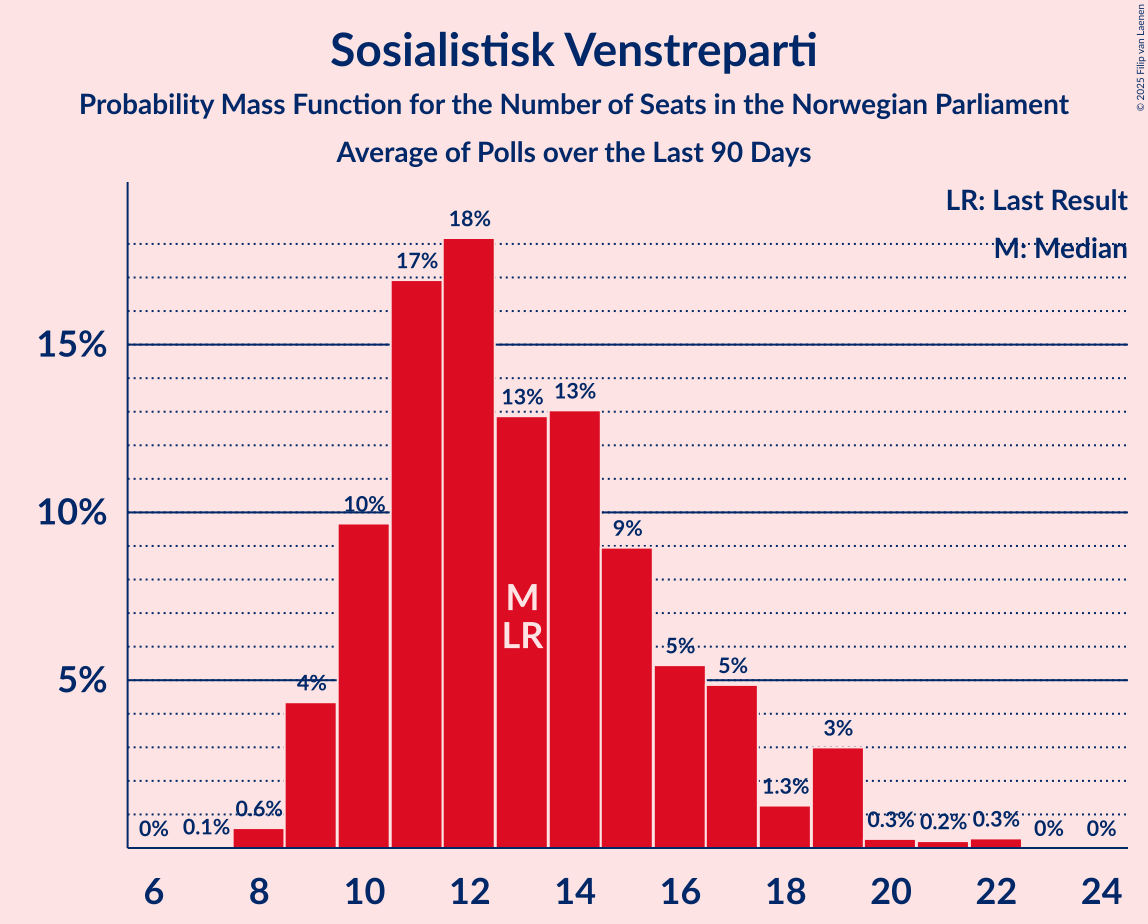 © 2025 Filip van Laenen
Sosialistisk Venstreparti
Probability Mass Function for the Number of Seats in the Norwegian Parliament
Average of Polls over the Last 90 Days
LR: Last Result
M: Median
18%
17%
15%
13% 13%
10%
10%
9%
M
LR
5%
5% 5%
4%
3%
1.3%
0.6%
0% 0.1% 0.3% 0.2% 0.3% 0% 0%
6 8 10 12 14 16 18 20 22 24